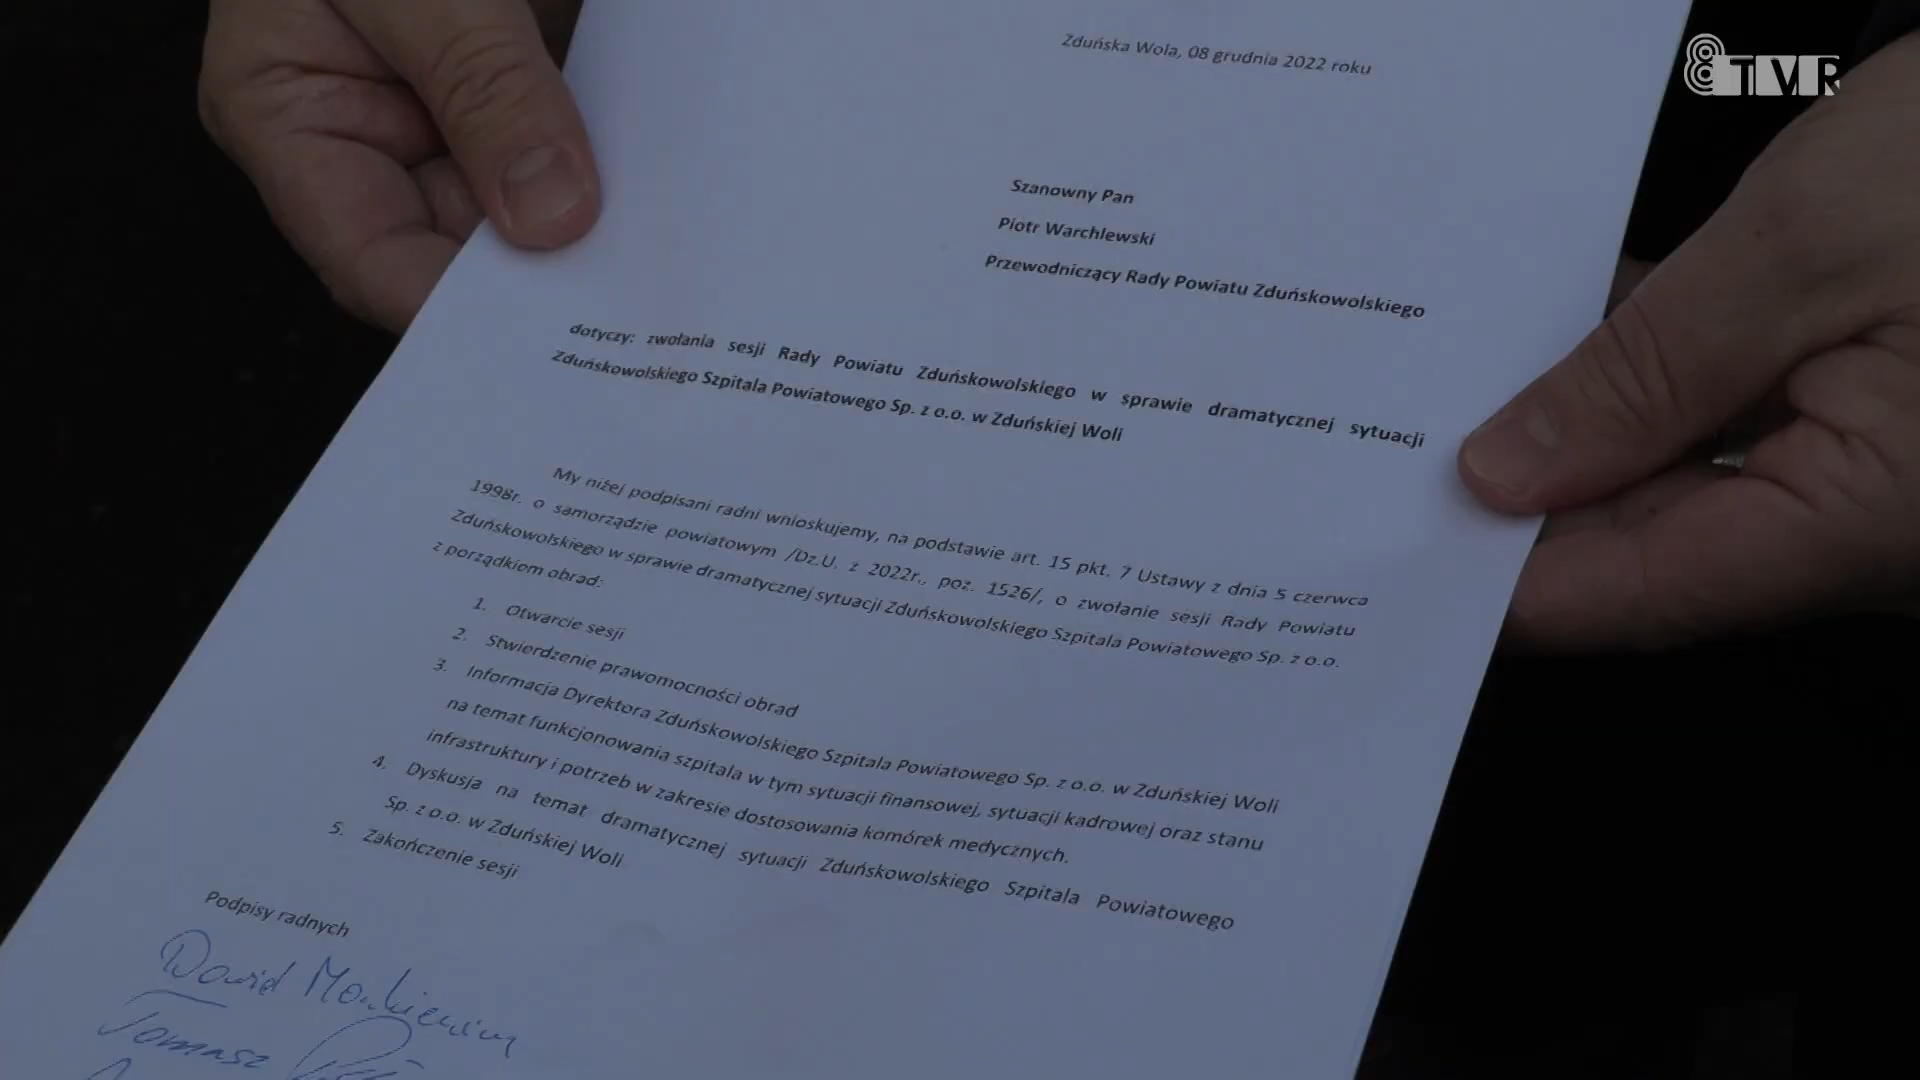 Zduńska Wola, 08 grudnia 2022 roku
8 TVR
Szanowny Pan
Piotr Warchlewski
Przewodniczący Rady Powiatu Zduńskowolskiego
dotyczy: zwołania sesji Rady Powiatu Zduńskowolskiego w sprawie dramatycznej sytuacji
Zduńskowolskiego Szpitala Powiatowego Sp. z o.o. w Zduńskiej Woli
My niżej podpisani radni wnioskujemy, na podstawie art. 15 pkt. 7 Ustawy z dnia 5 czerwca
1998r. o samorządzie powiatowym /Dz.U. z 2022r., poz. 1526/, o zwołanie sesji Rady Powiatu
Zduńskowolskiego w sprawie dramatycznej sytuacji Zduńskowolskiego Szpitala Powiatowego Sp. z o.o.
z porządkiem obrad:
1. Otwarcie sesji
2. Stwierdzenie prawomocności obrad
3. Informacja Dyrektora Zduńskowolskiego Szpitala Powiatowego Sp. z o.o. w Zduńskiej Woli
na temat funkcjonowania szpitala w tym sytuacji finansowej, sytuacji kadrowej oraz stanu
infrastruktury i potrzeb w zakresie dostosowania komórek medycznych.
4. Dyskusja na temat dramatycznej sytuacji Zduńskowolskiego Szpitala Powiatowego
Sp. z o.o. w Zduńskiej Woli
5. Zakończenie sesji
Podpisy radnych
Dawid
Tomasz